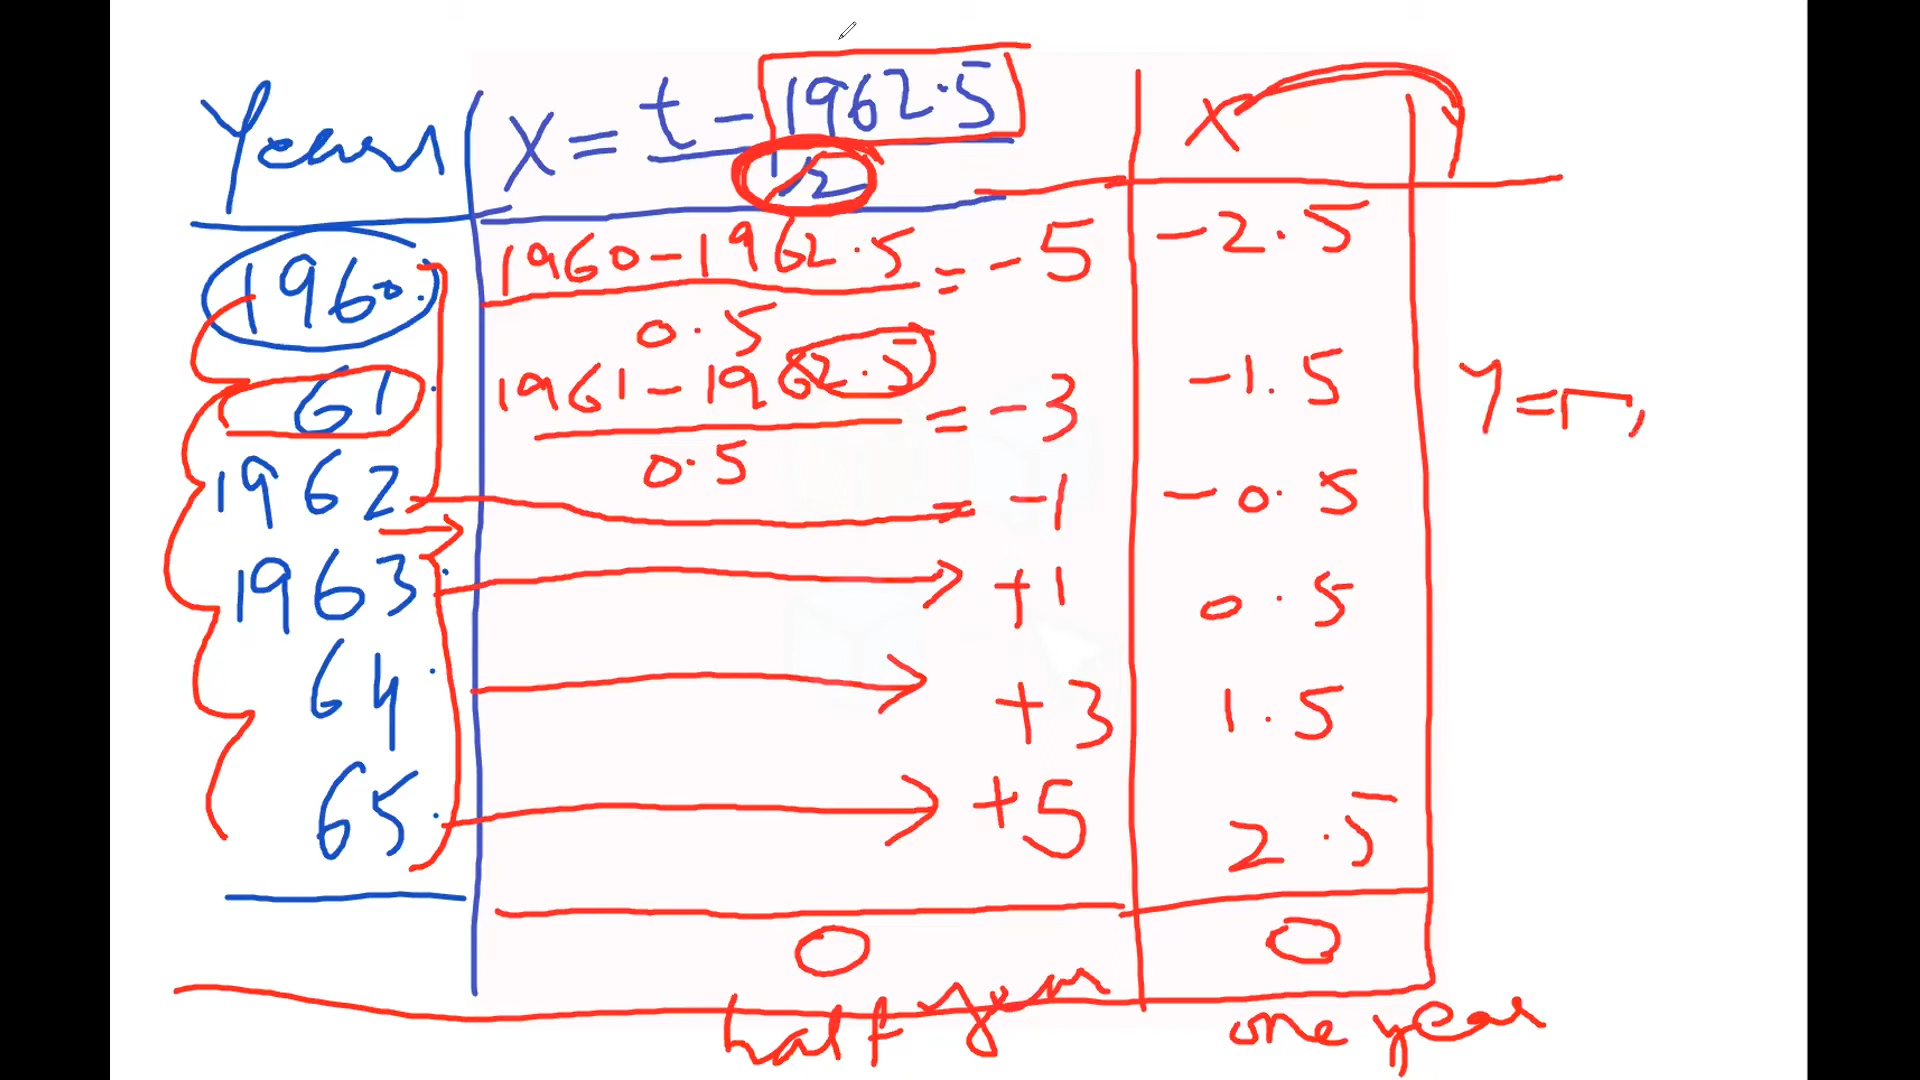 Years X = t - 1962.5 X Y
1/2
1960 1960 - 1962.5 = -5 -2.5
0.5
61 1961 - 1962.5 = -3 -1.5
0.5
1962 = -1 -0.5
1963 +1 0.5
64 +3 1.5
65 +5 2.5
0 0
half year one year